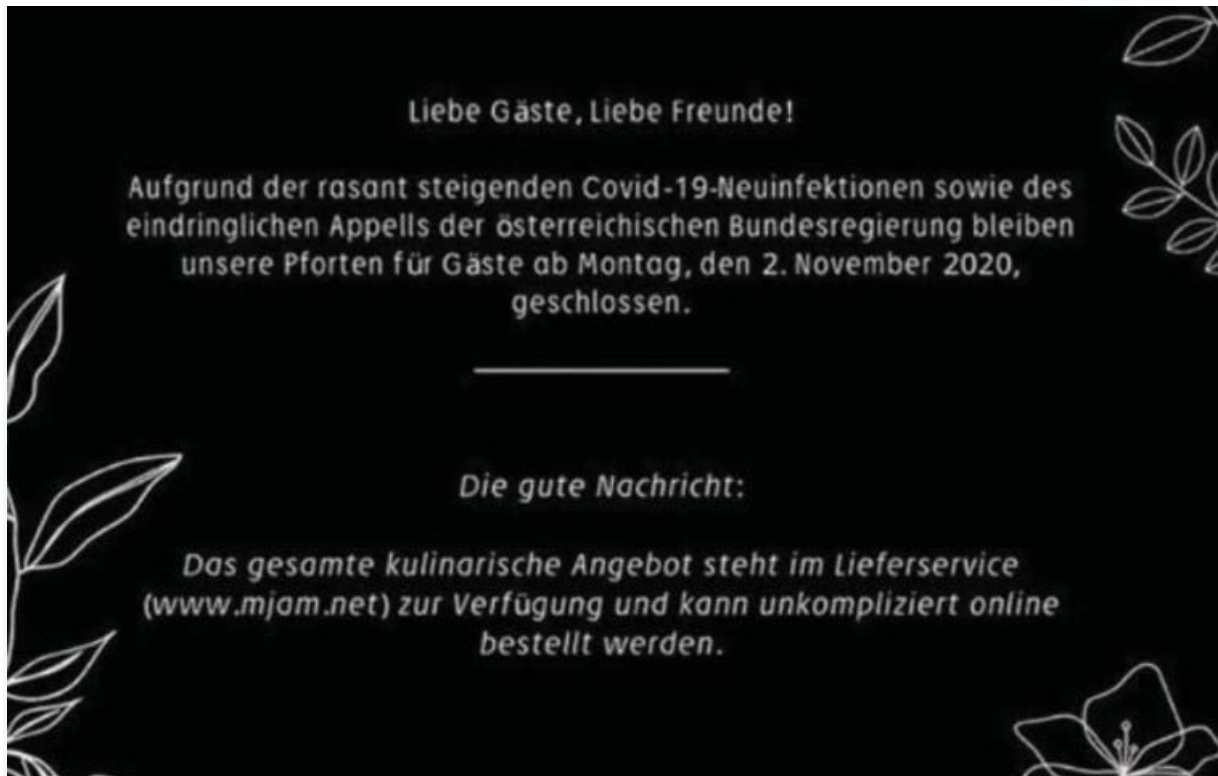 Liebe Gäste, Liebe Freunde!
Aufgrund der rasant steigenden Covid-19-Neuinfektionen sowie des
eindringlichen Appells der österreichischen Bundesregierung bleiben
unsere Pforten für Gäste ab Montag, den 2. November 2020,
geschlossen.
Die gute Nachricht:
Das gesamte kulinarische Angebot steht im Lieferservice
(www.mjam.net) zur Verfügung und kann unkompliziert online
bestellt werden.